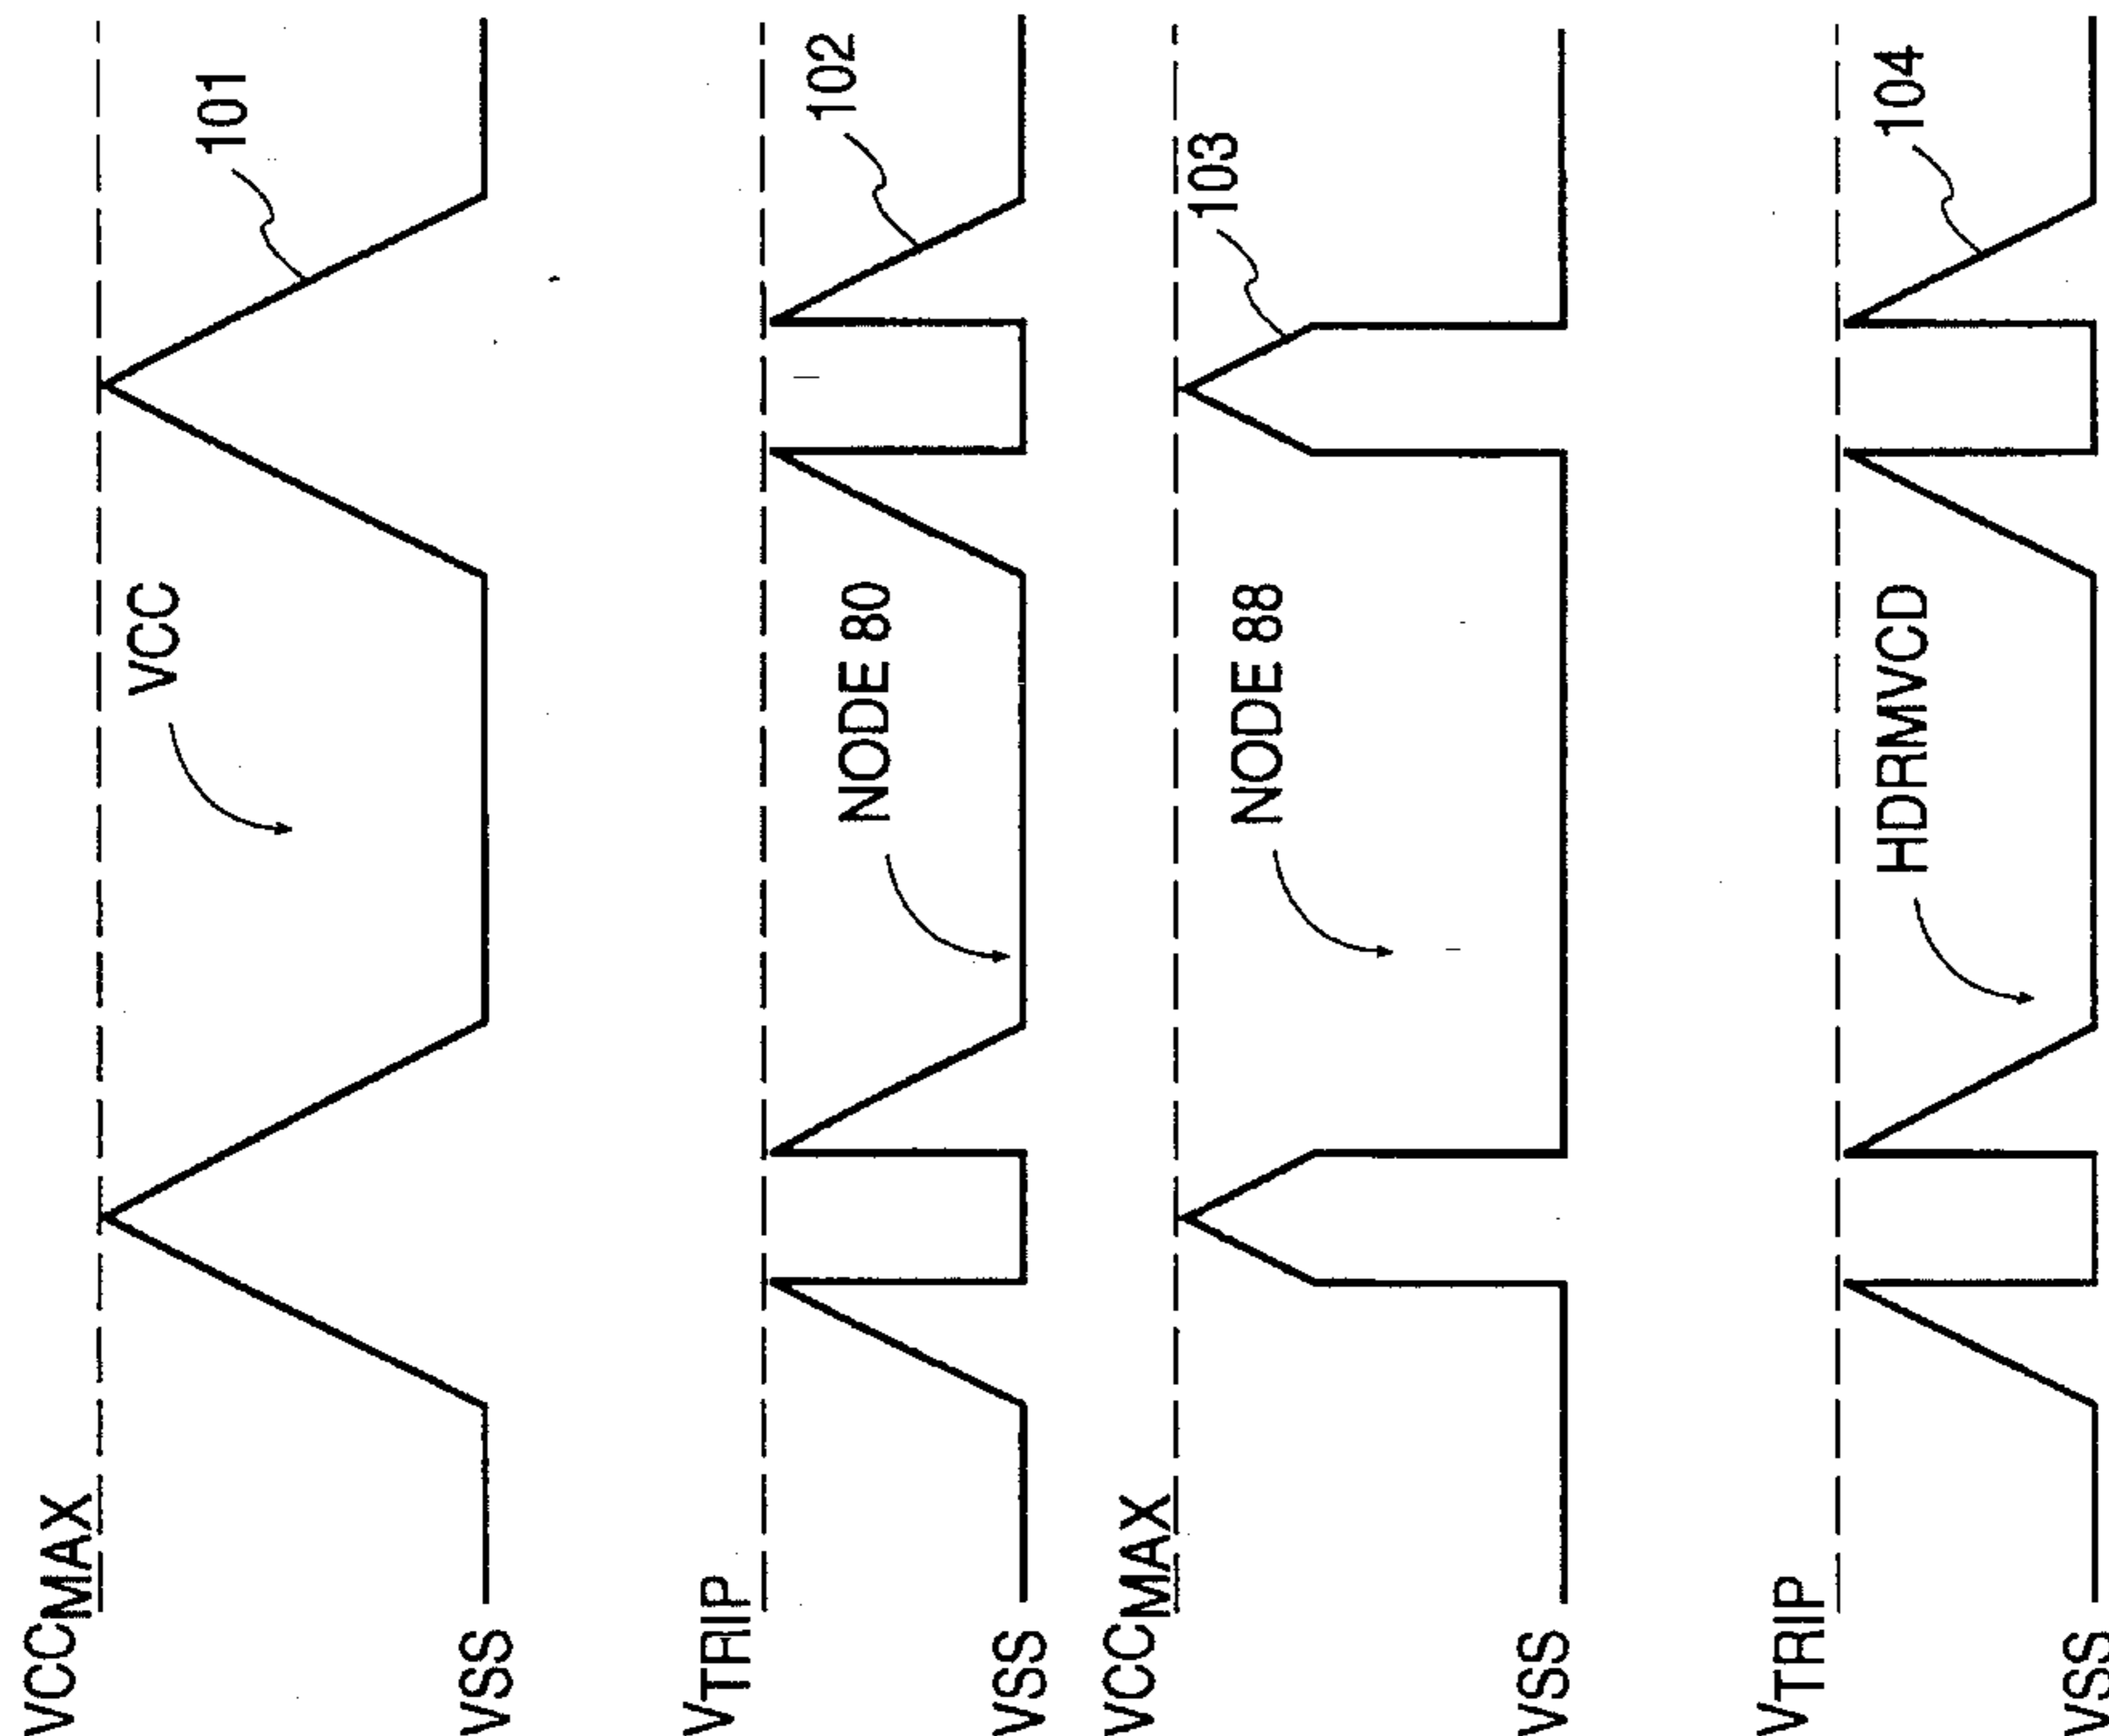 VCCMAX
VCC
101
VSS
VTRIP
NODE 80
102
VSS
VCCMAX
NODE 88
103
VSS
VTRIP
HDRMVCD
104
VSS